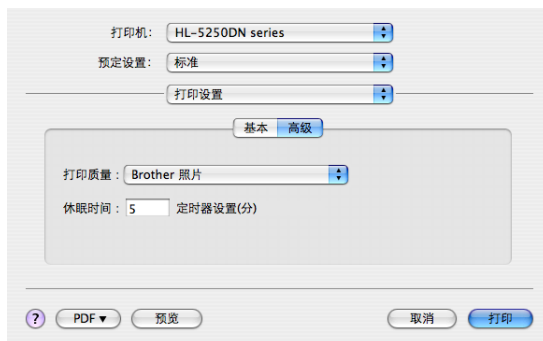 打印机: HL-5250DN series
预定设置: 标准
打印设置
基本 高级
打印质量 : Brother 照片
休眠时间 : 5 定时器设置(分)
? PDF ▼ 预览 取消 打印